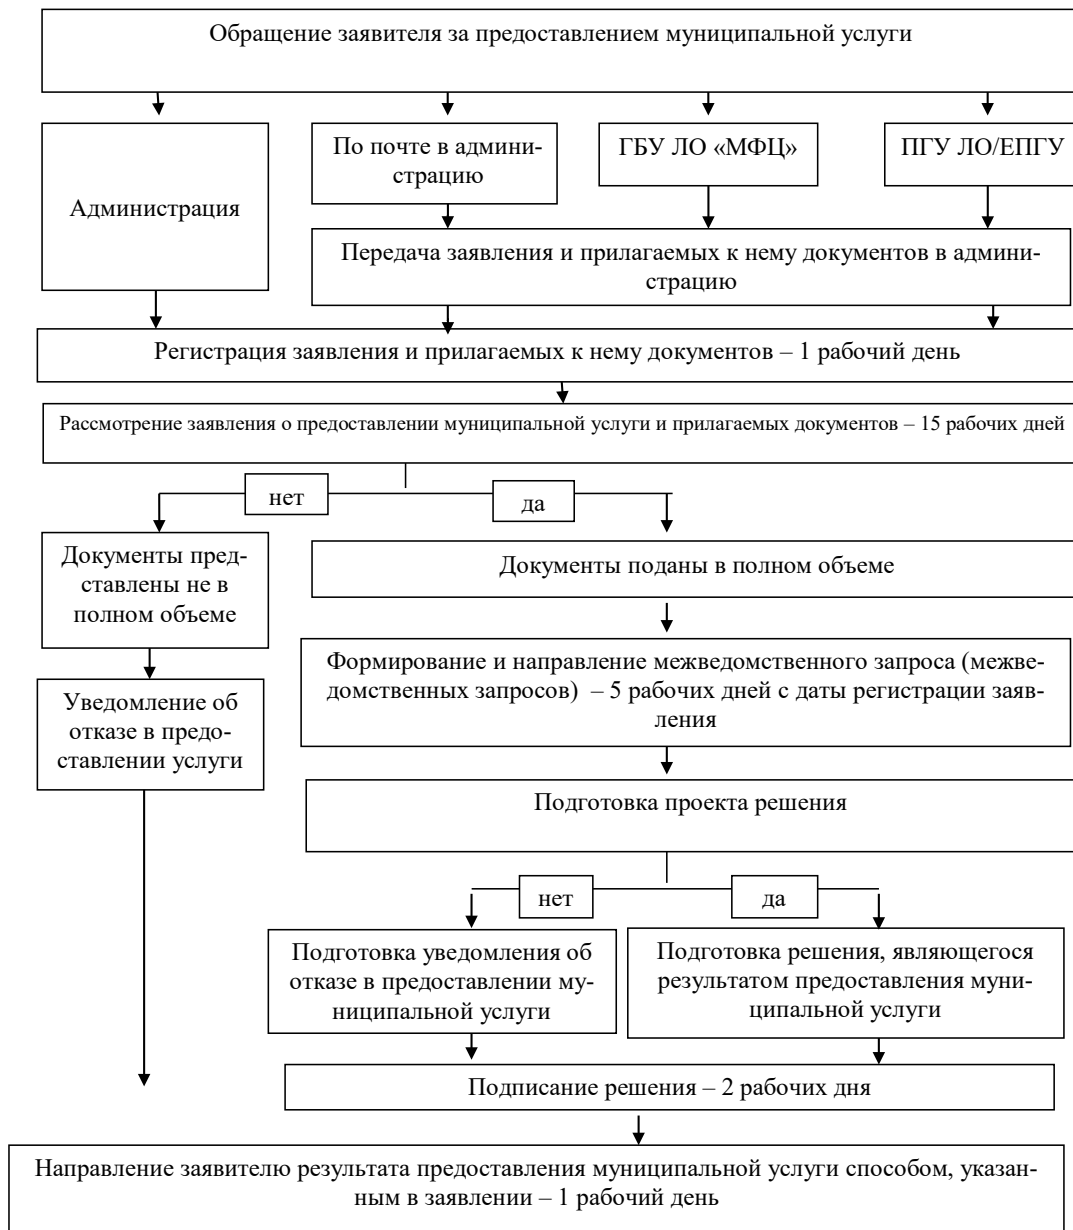 Обращение заявителя за предоставлением муниципальной услуги
Администрация
По почте в админи-
страцию
ГБУ ЛО «МФЦ»
ПГУ ЛО/ЕПГУ
Передача заявления и прилагаемых к нему документов в админи-
страцию
Регистрация заявления и прилагаемых к нему документов – 1 рабочий день
Рассмотрение заявления о предоставлении муниципальной услуги и прилагаемых документов – 15 рабочих дней
нет
да
Документы пред-
ставлены не в
полном объеме
Документы поданы в полном объеме
Уведомление об
отказе в предо-
ставлении услуги
Формирование и направление межведомственного запроса (межве-
домственных запросов) – 5 рабочих дней с даты регистрации заяв-
ления
Подготовка проекта решения
нет
да
Подготовка уведомления об
отказе в предоставлении му-
ниципальной услуги
Подготовка решения, являющегося
результатом предоставления муни-
ципальной услуги
Подписание решения – 2 рабочих дня
Направление заявителю результата предоставления муниципальной услуги способом, указан-
ным в заявлении – 1 рабочий день